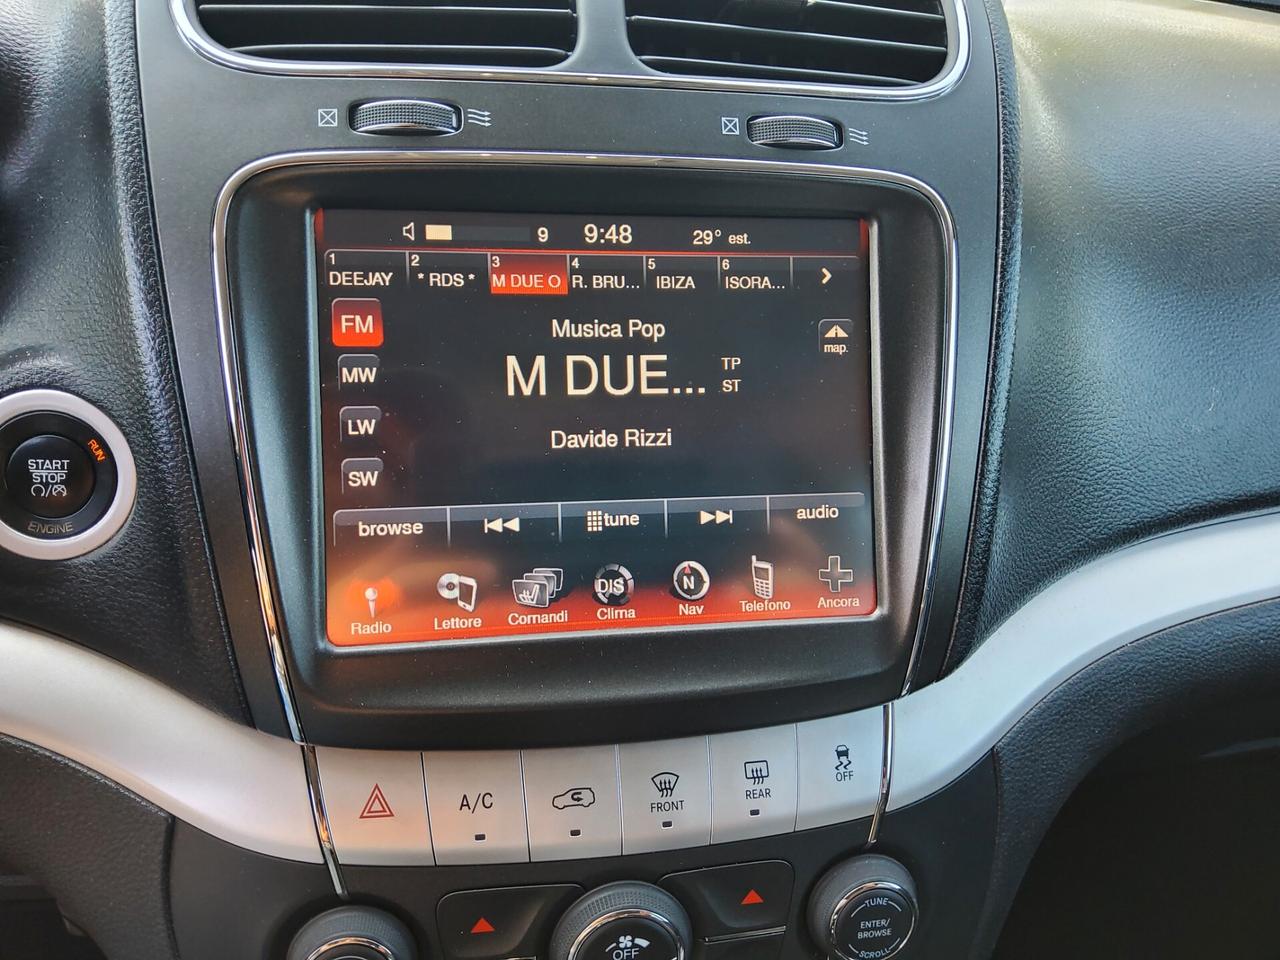 9 9:48 29° est.
1 2 3 4 5 6
DEEJAY * RDS * M DUE O R. BRU... IBIZA ISORA...
FM
Musica Pop
map.
MW
M DUE...
TP
ST
LW
Davide Rizzi
SW
browse tune audio
DIS N
Radio Lettore Comandi Clima Nav Telefono Ancora
START
STOP
RUN
ENGINE
A/C
FRONT
REAR
OFF
OFF
TUNE
ENTER/
BROWSE
SCROLL